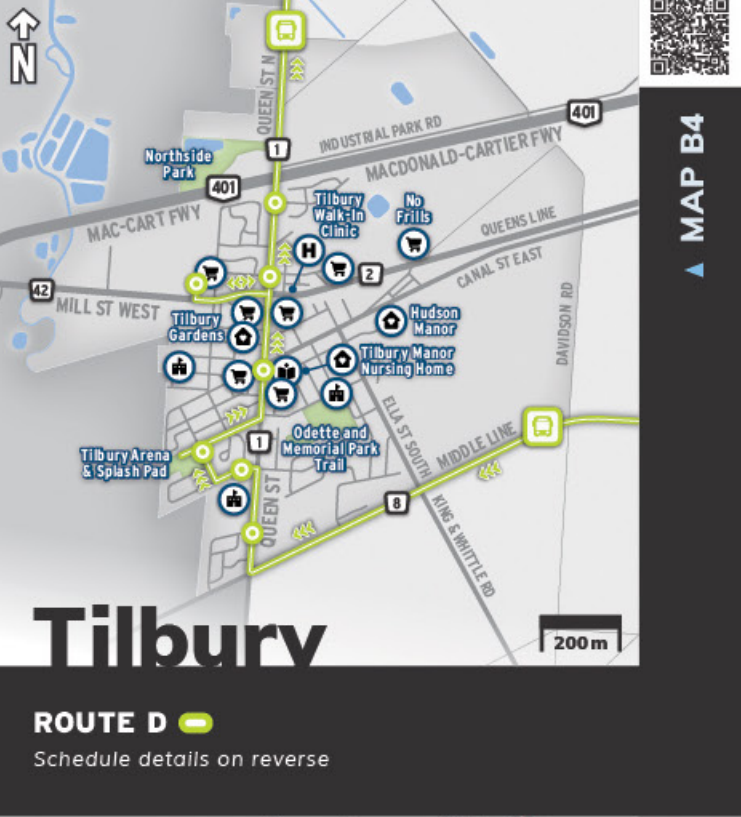 N
QUEEN ST N
401
INDUSTRIAL PARK RD
1
MACDONALD-CARTIER FWY
Northside
Park
401
MAC-CART FWY
Tilbury
Walk-In
Clinic
No
Frills
H
QUEENS LINE
2
CANAL ST EAST
42
MILL ST WEST
Tilbury
Gardens
Hudson
Manor
DAVIDSON RD
Tilbury Manor
Nursing Home
ELLA ST SOUTH
Odette and
Memorial Park
Trail
1
MIDDLE LINE
Tilbury Arena
& Splash Pad
QUEEN ST
8
KING & WHITTLE RD
200 m
Tilbury
MAP B4
ROUTE D
Schedule details on reverse